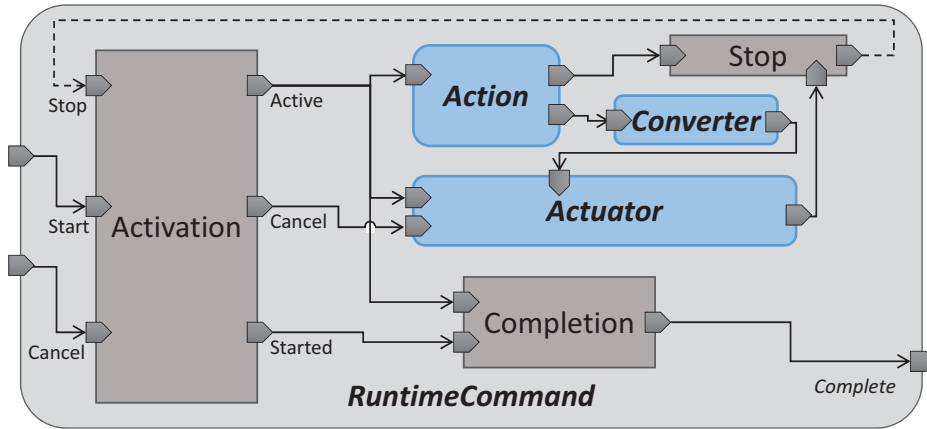 Stop
Action
Active
Stop
Converter
Start
Activation
Cancel
Actuator
Cancel
Started
Completion
RuntimeCommand
Complete